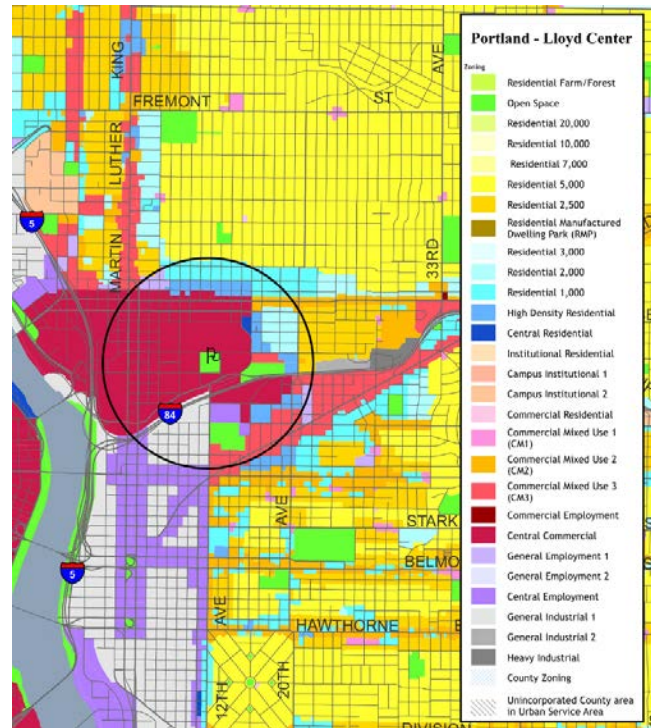 Portland - Lloyd Center
Zoning
Residential Farm/Forest
Open Space
Residential 20,000
Residential 10,000
Residential 7,000
Residential 5,000
Residential 2,500
Residential Manufactured
Dwelling Park (RMP)
Residential 3,000
Residential 2,000
Residential 1,000
High Density Residential
Central Residential
Institutional Residential
Campus Institutional 1
Campus Institutional 2
Commercial Residential
Commercial Mixed Use 1
(CM1)
Commercial Mixed Use 2
(CM2)
Commercial Mixed Use 3
(CM3)
Commercial Employment
Central Commercial
General Employment 1
General Employment 2
Central Employment
General Industrial 1
General Industrial 2
Heavy Industrial
County Zoning
Unincorporated County area
in Urban Service Area
KING
AVE
FREMONT
ST
LUTHER
5
MARTIN
33RD
84
AVE
STARK
BELMO
5
AVE
HAWTHORNE
12TH
20TH
DIVISION